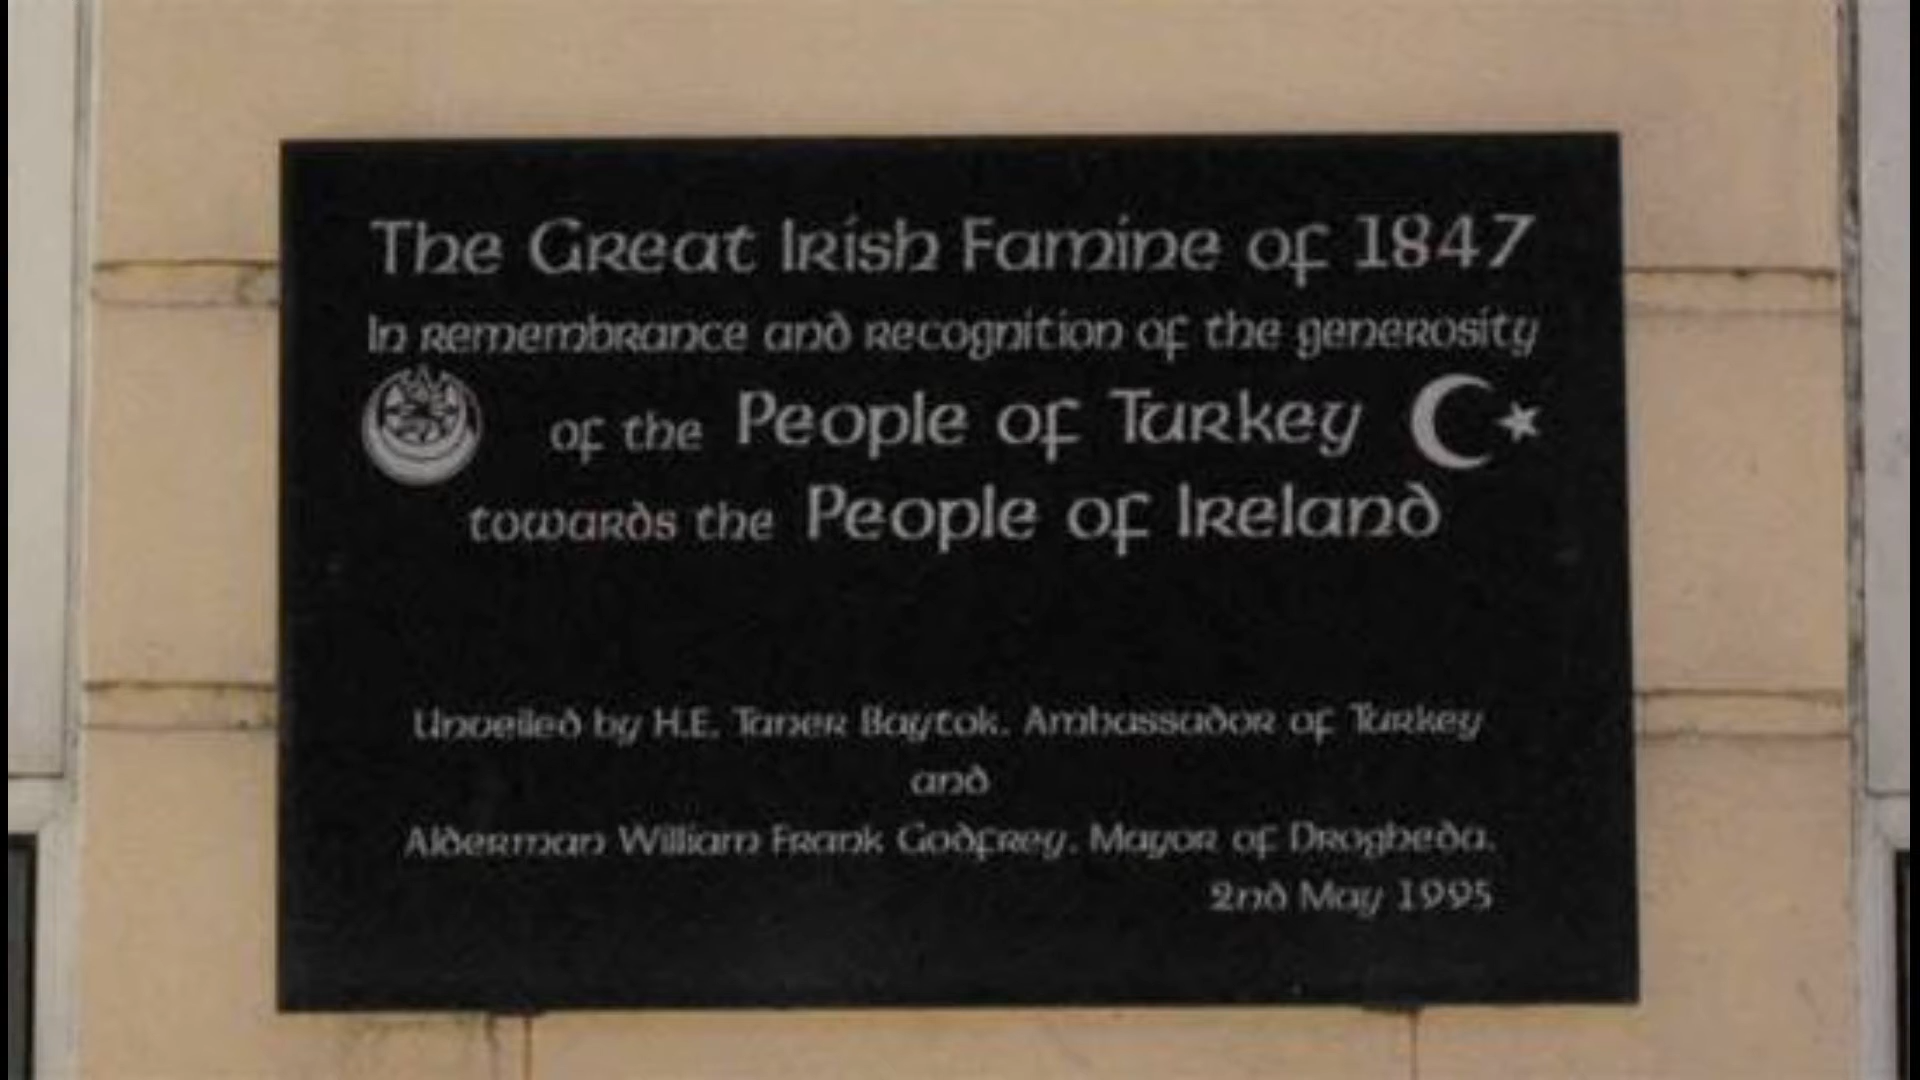 The Great Irish Famine of 1847
In remembrance and recognition of the generosity
of the People of Turkey
towards the People of Ireland
Unveiled by H.E. Taner Baytok. Ambassador of Turkey
and
Alderman William Frank Godfrey. Mayor of Drogheda.
2nd May 1995